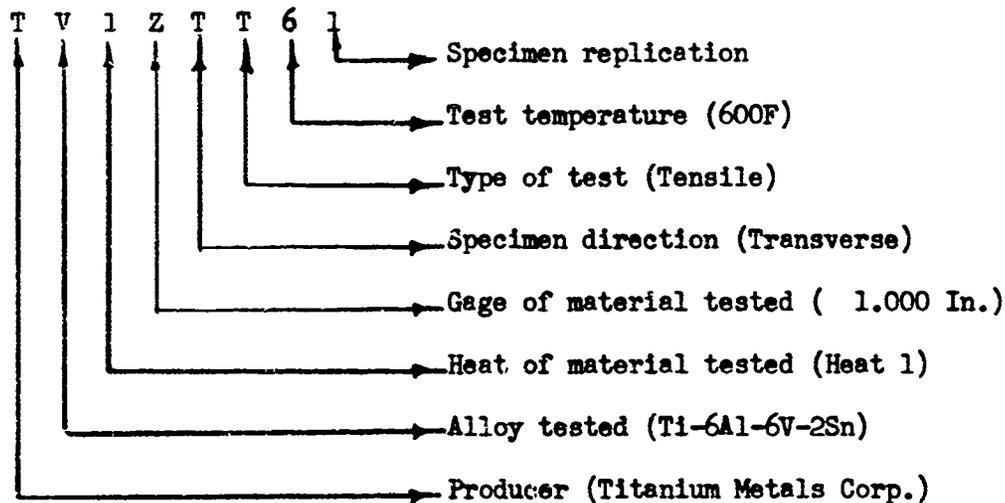 T V 1 Z T T 6 1
Specimen replication
Test temperature (600F)
Type of test (Tensile)
Specimen direction (Transverse)
Gage of material tested ( 1.000 In.)
Heat of material tested (Heat 1)
Alloy tested (Ti-6Al-6V-2Sn)
Producer (Titanium Metals Corp.)